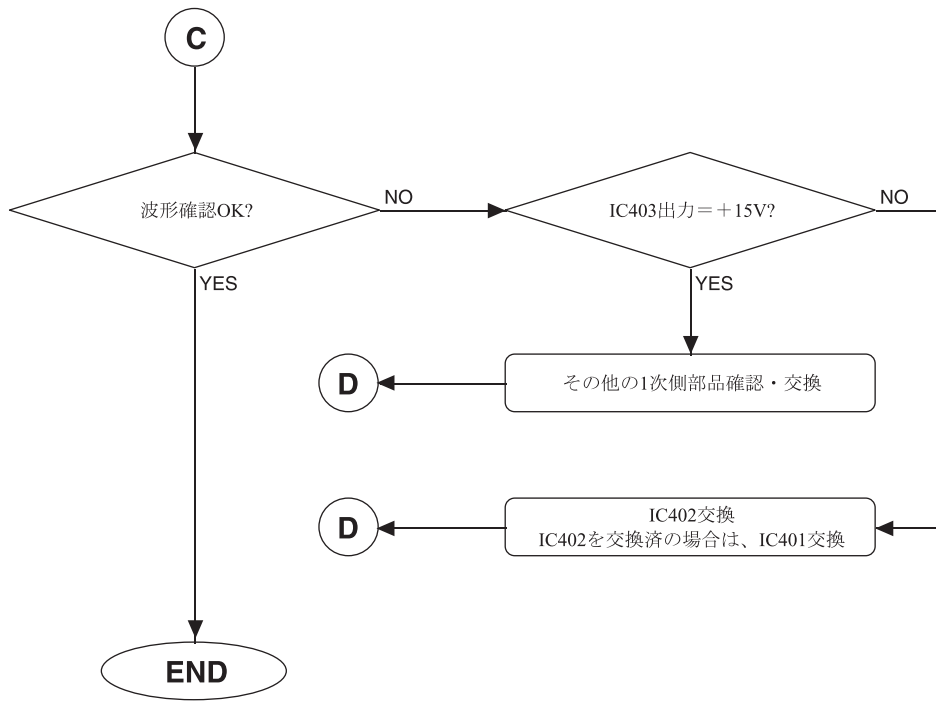 C
波形確認OK?
NO
IC403出力=+15V?
NO
YES
YES
D
その他の1次側部品確認・交換
D
IC402交換
IC402を交換済の場合は、IC401交換
END